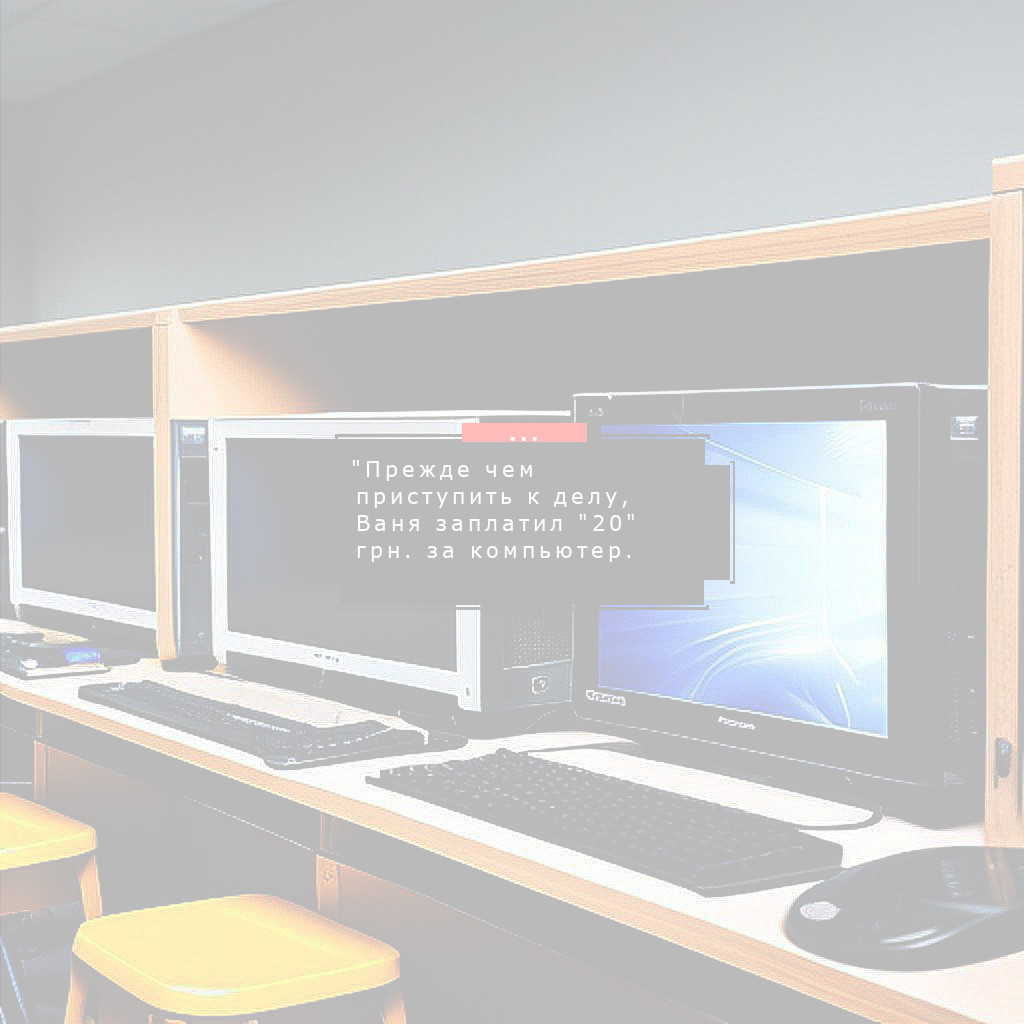 ...
"Прежде чем
приступить к делу,
Ваня заплатил "20"
грн. за компьютер.